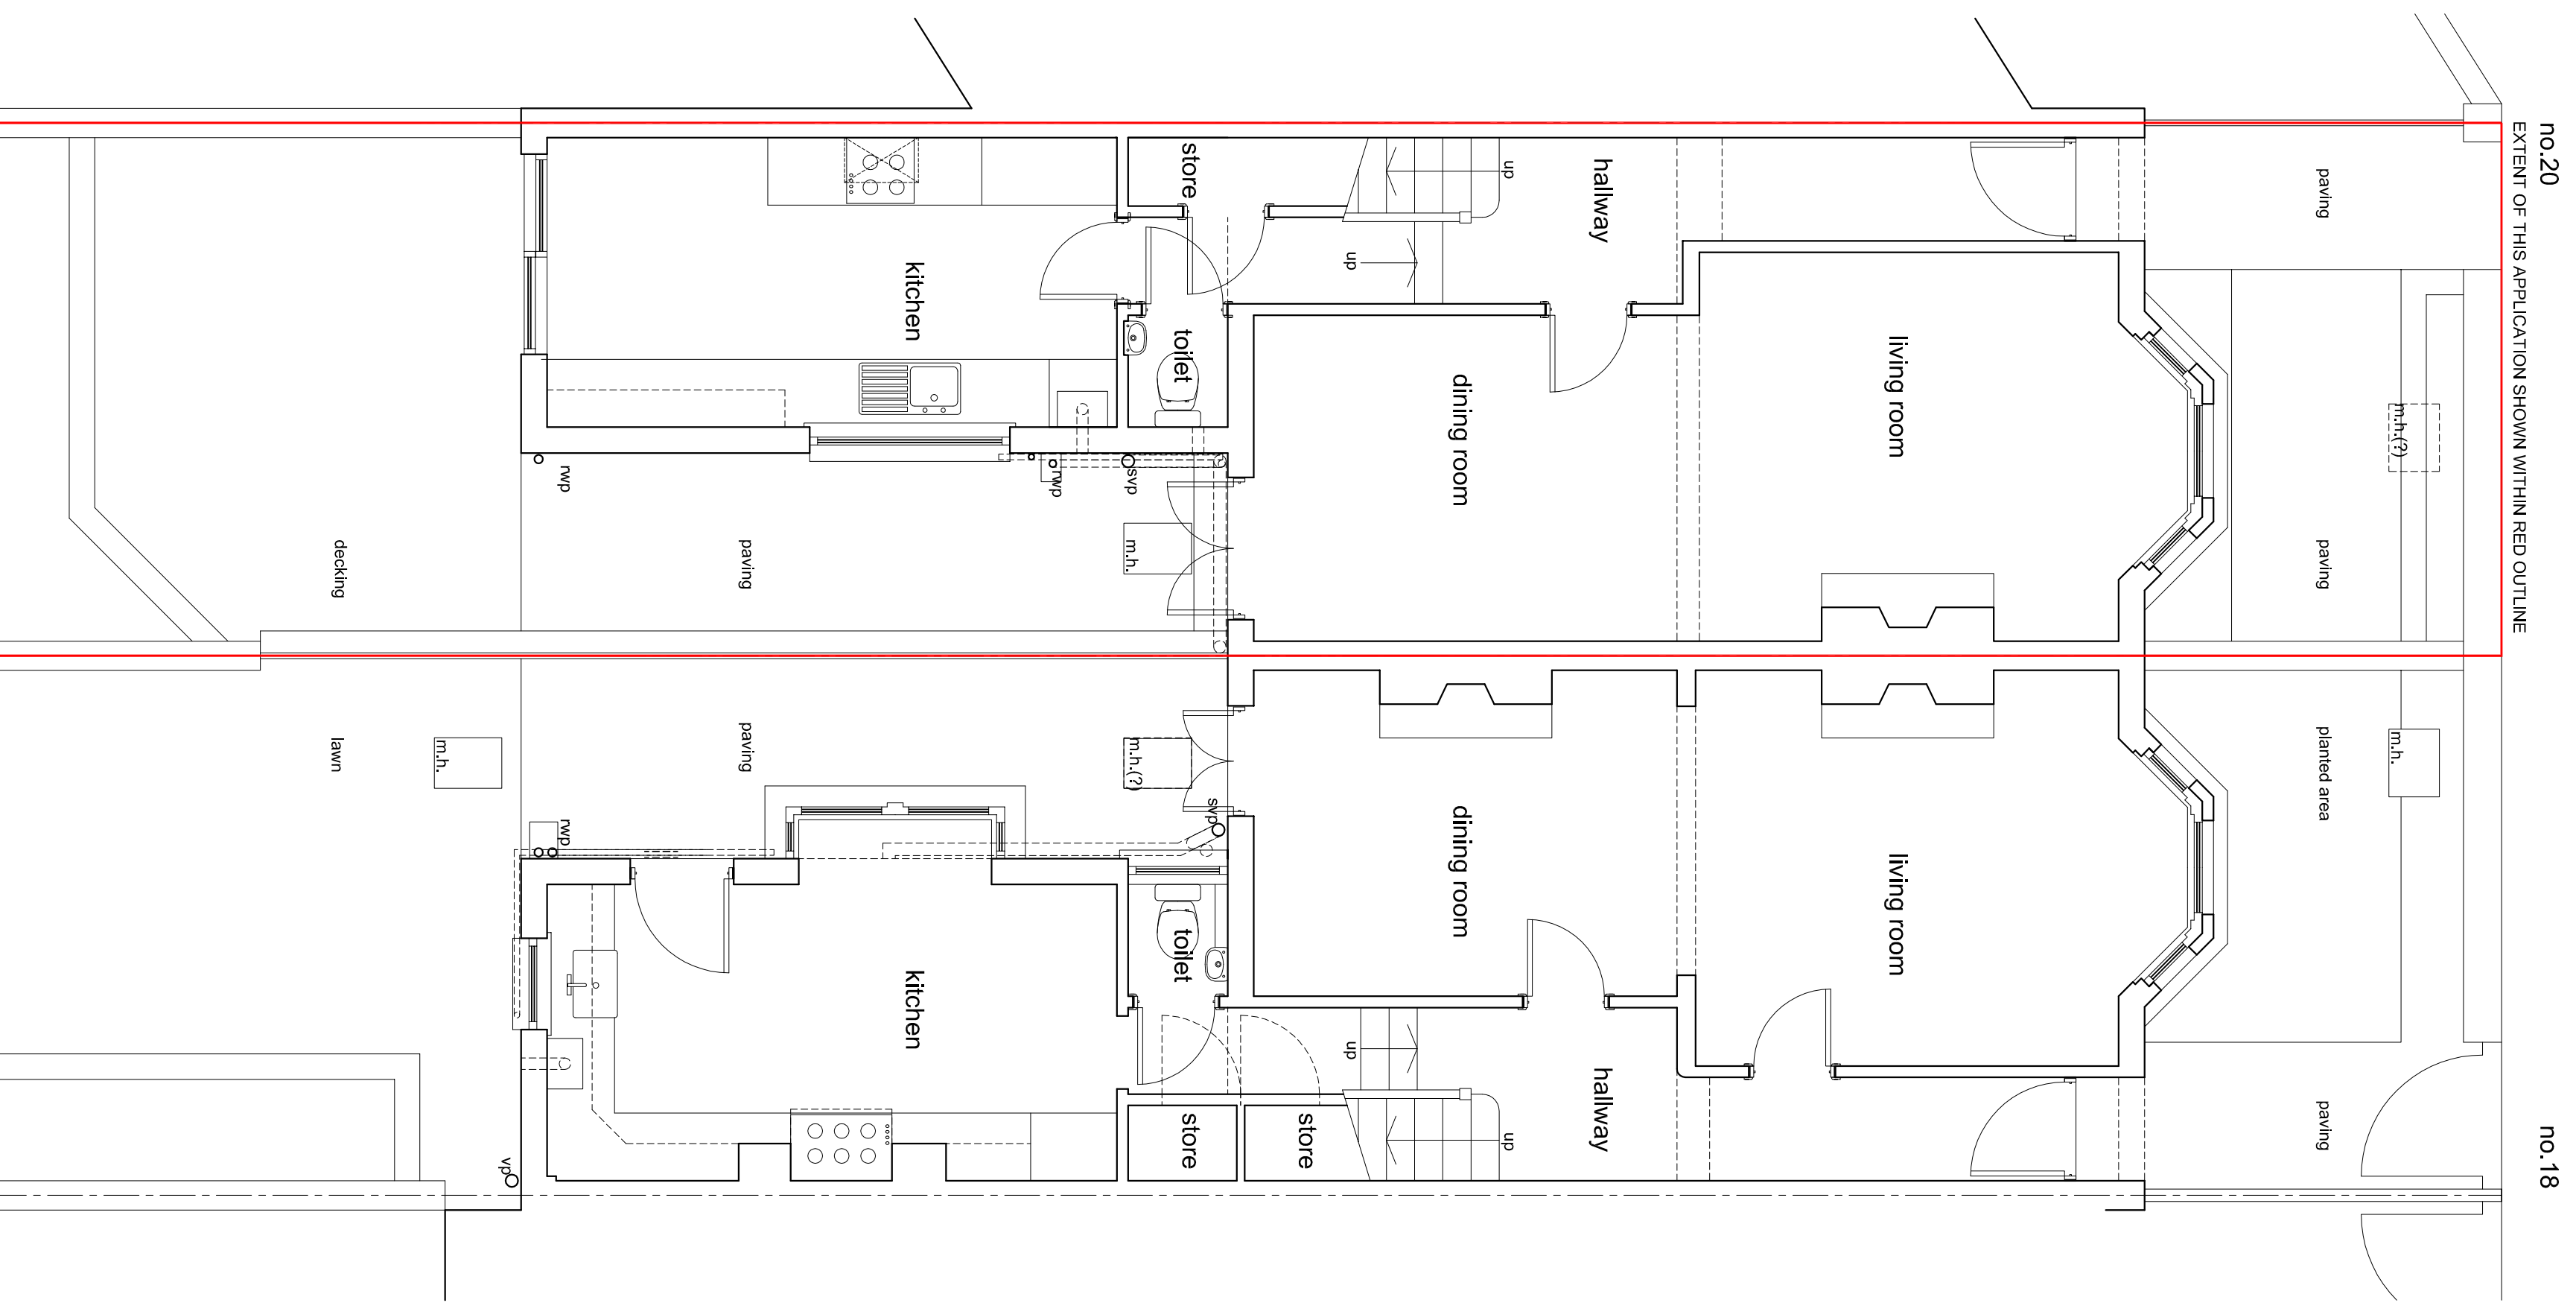 no.20
EXTENT OF THIS APPLICATION SHOWN WITHIN RED OUTLINE
no.18
paving
m.h.(?)
paving
planted area
m.h.
paving
hallway
living room
living room
hallway
store
up
up
toilet
dining room
dining room
toilet
up
up
store
store
kitchen
rwp
rwp
svp
m.h.
decking
paving
lawn
m.h.
paving
m.h.(?)
svp
rwp
kitchen
vp